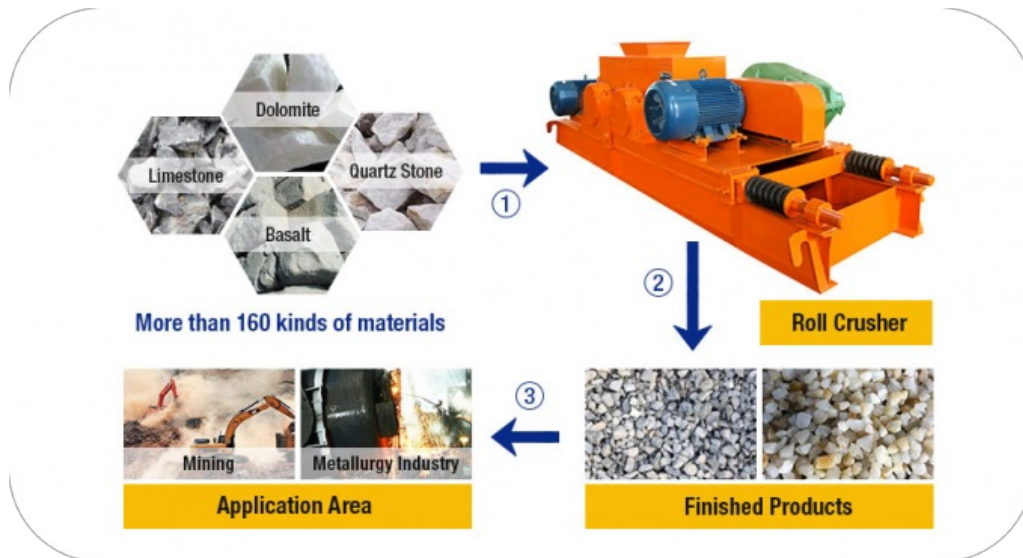 Dolomite
Limestone
Quartz Stone
Basalt
More than 160 kinds of materials
①
②
Roll Crusher
③
Mining
Metallurgy Industry
Application Area
Finished Products